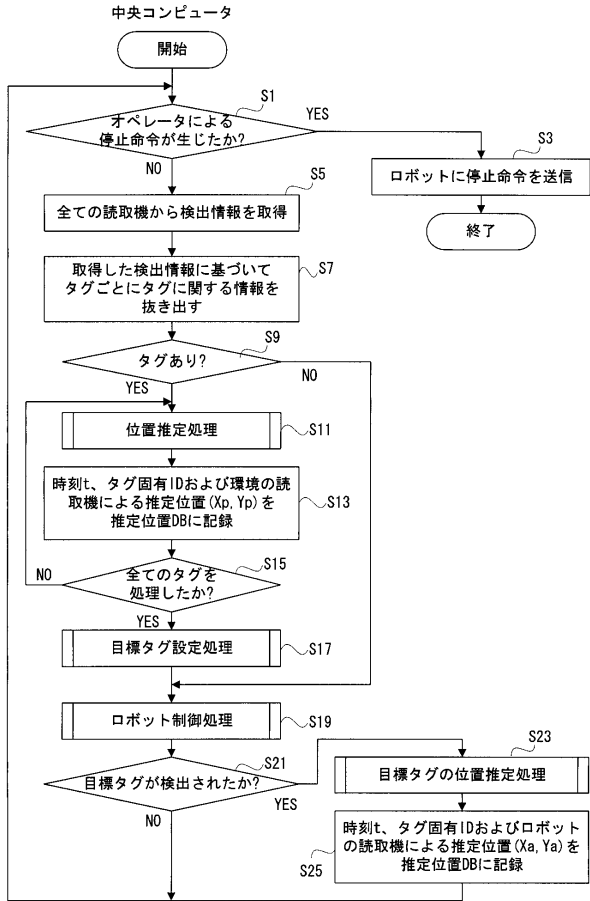 中央コンピュータ
開始
S1
オペレータによる
停止命令が生じたか?
YES
NO
S3
ロボットに停止命令を送信
終了
S5
全ての読取機から検出情報を取得
S7
取得した検出情報に基づいて
タグごとにタグに関する情報を
抜き出す
S9
タグあり?
NO
YES
位置推定処理
S11
時刻t、タグ固有IDおよび環境の読
取機による推定位置(Xp,Yp)を
推定位置DBに記録
S13
S15
全てのタグを
処理したか?
NO
YES
目標タグ設定処理
S17
ロボット制御処理
S19
S21
目標タグが検出されたか?
YES
NO
S23
目標タグの位置推定処理
時刻t、タグ固有IDおよびロボット
の読取機による推定位置(Xa,Ya)を
推定位置DBに記録
S25